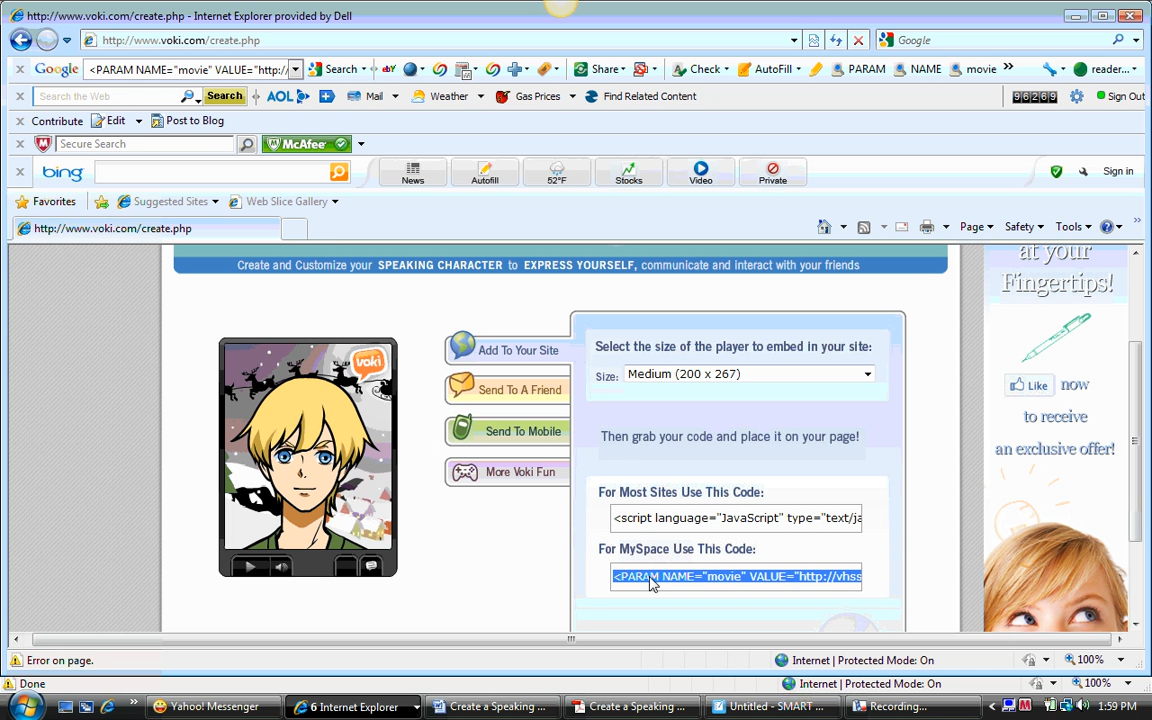 http://www.voki.com/create.php - Internet Explorer provided by Dell
http://www.voki.com/create.php
Google
Google <PARAM NAME="movie" VALUE="http:// Search Share Check AutoFill PARAM NAME movie reader...
Search the Web Search AOL Mail Weather Gas Prices Find Related Content 96269 Sign Out
Contribute Edit Post to Blog
Secure Search McAfee
bing News Autofill 52°F Stocks Video Private Sign in
Favorites Suggested Sites Web Slice Gallery
http://www.voki.com/create.php Page Safety Tools
Create and Customize your SPEAKING CHARACTER to EXPRESS YOURSELF, communicate and interact with your friends
at your
Fingertips!
Like now
to receive
an exclusive offer!
voki
Add To Your Site
Send To A Friend
Send To Mobile
More Voki Fun
Select the size of the player to embed in your site:
Size: Medium (200 x 267)
Then grab your code and place it on your page!
For Most Sites Use This Code:
<script language="JavaScript" type="text/ja
For MySpace Use This Code:
<PARAM NAME="movie" VALUE="http://vhss
Error on page. Internet | Protected Mode: On 100%
Done Internet | Protected Mode: On 100%
Yahoo! Messenger 6 Internet Explorer Create a Speaking ... Create a Speaking ... Untitled - SMART ... Recording... 1:59 PM